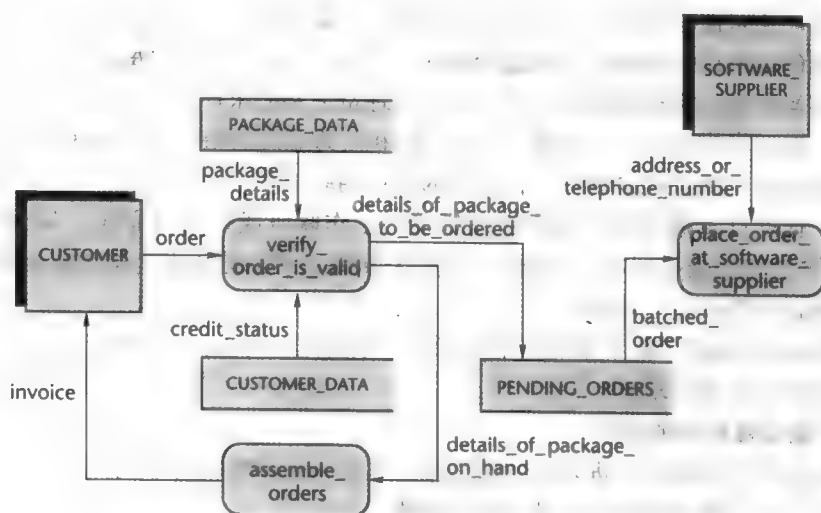 SOFTWARE_
SUPPLIER
PACKAGE_DATA
package_
details
address_or_
telephone_number
details_of_package_
to_be_ordered
CUSTOMER
order
verify_
order_is_valid
place_order_
at_software_
supplier
credit_status
batched_
order
invoice
CUSTOMER_DATA
PENDING_ORDERS
assemble_
orders
details_of_package_
on_hand